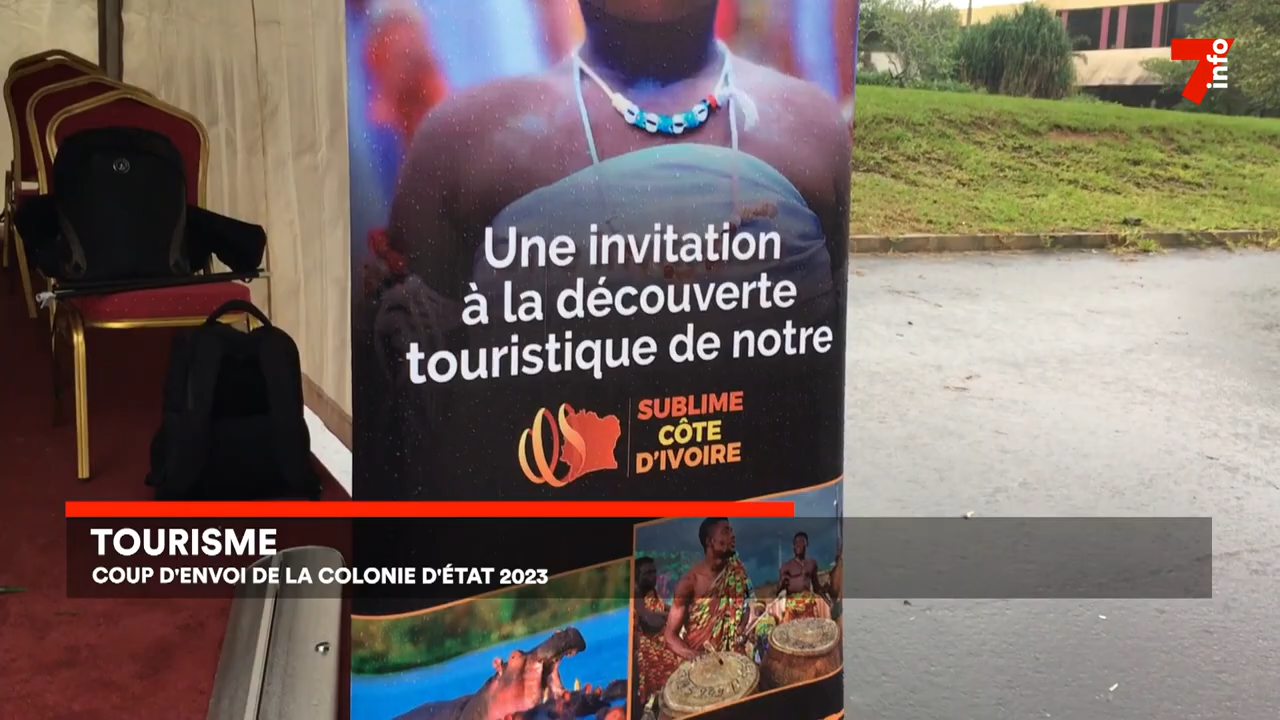 7
info
Une invitation
à la découverte
touristique de notre
SUBLIME
CÔTE
D'IVOIRE
TOURISME
COUP D'ENVOI DE LA COLONIE D'ÉTAT 2023